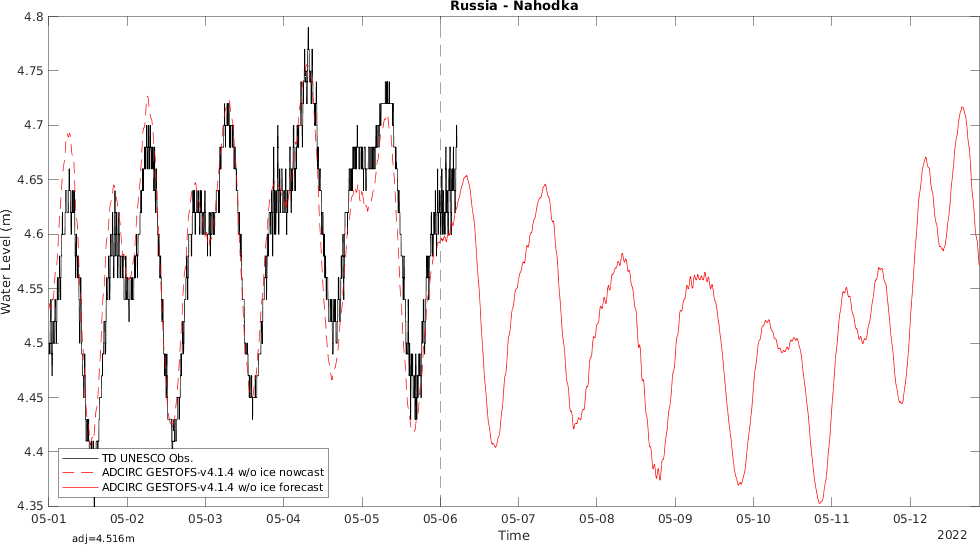 Russia - Nahodka
4.8
4.75
4.7
4.65
4.6
4.55
4.5
4.45
4.4
4.35
Water Level (m)
TD UNESCO Obs.
ADCIRC GESTOFS-v4.1.4 w/o ice nowcast
ADCIRC GESTOFS-v4.1.4 w/o ice forecast
05-01 05-02 05-03 05-04 05-05 05-06 05-07 05-08 05-09 05-10 05-11 05-12
Time
2022
adj=4.516m